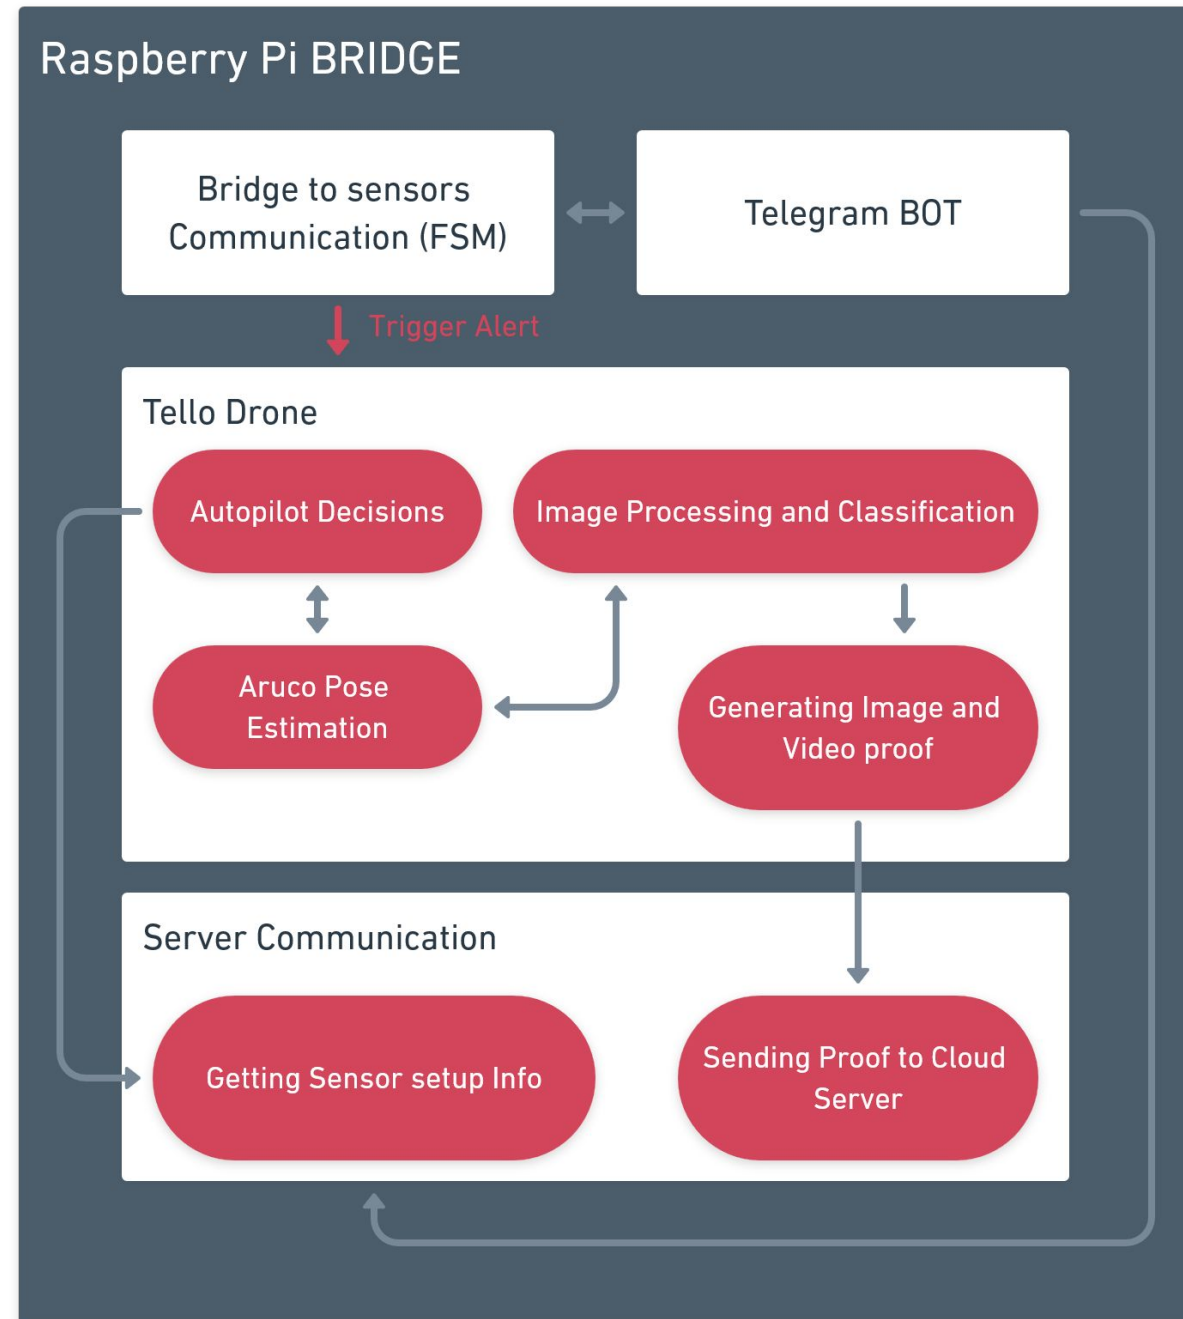 Raspberry Pi BRIDGE
Bridge to sensors
Communication (FSM)
Telegram BOT
Trigger Alert
Tello Drone
Autopilot Decisions
Image Processing and Classification
Aruco Pose
Estimation
Generating Image and
Video proof
Server Communication
Getting Sensor setup Info
Sending Proof to Cloud
Server